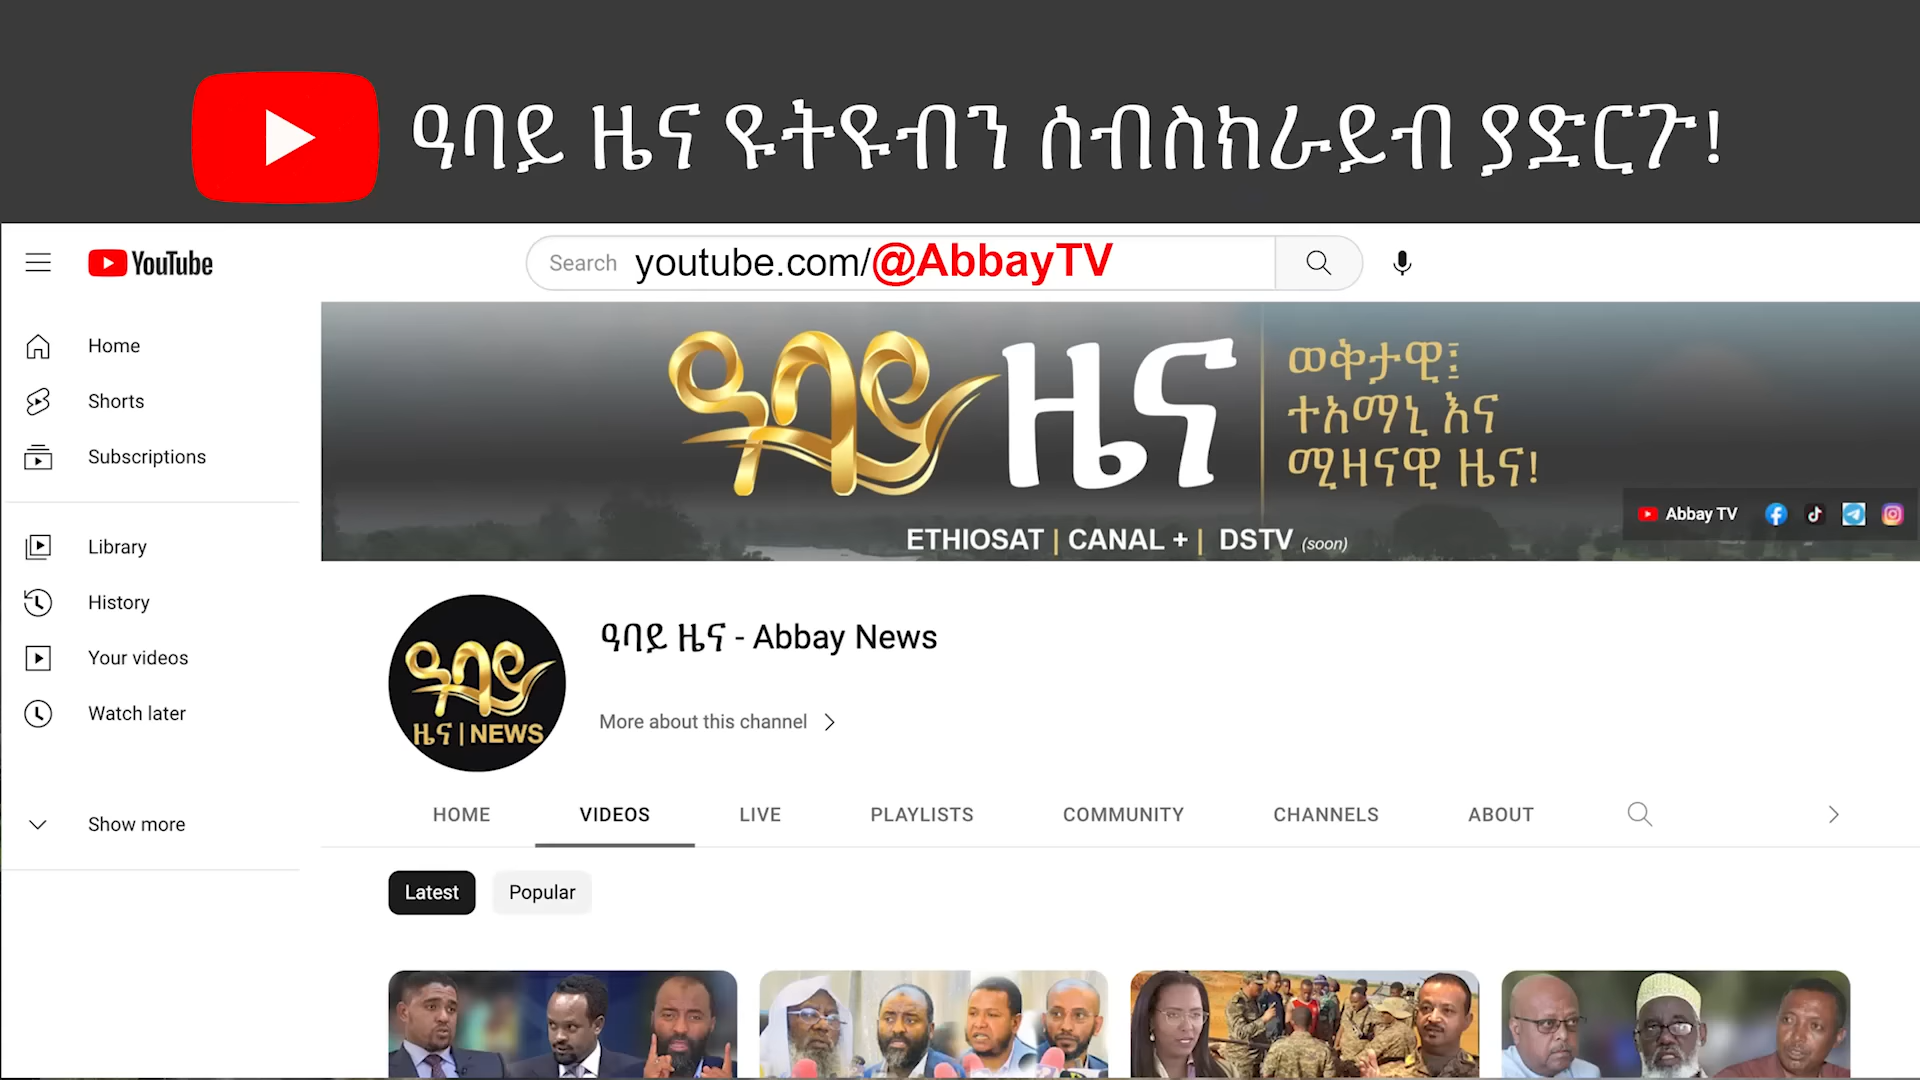 ዓባይ ዜና ዩትዩብን ሰብስክራይብ ያድርጉ!
YouTube
Search youtube.com/@AbbayTV
Home
Shorts
Subscriptions
Library
History
Your videos
Watch later
Show more
ዓባይ ዜና
ወቅታዊ፤
ተአማኒ እና
ሚዛናዊ ዜና!
Abbay TV
ETHIOSAT | CANAL + | DSTV (soon)
ዓባይ
ዜና | NEWS
ዓባይ ዜና - Abbay News
More about this channel
HOME VIDEOS LIVE PLAYLISTS COMMUNITY CHANNELS ABOUT
Latest Popular